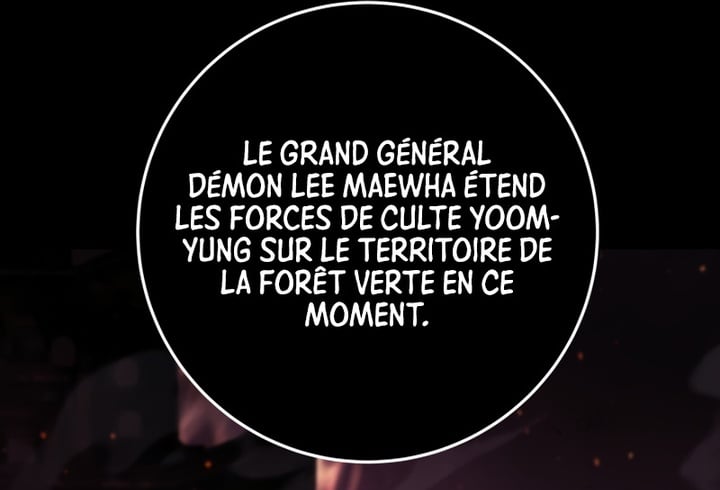 LE GRAND GÉNÉRAL
DÉMON LEE MAEWHA ÉTEND
LES FORCES DE CULTE YOOM-
YUNG SUR LE TERRITOIRE DE
LA FORÊT VERTE EN CE
MOMENT.